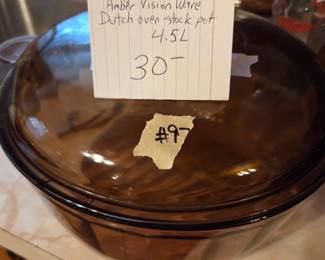 Amber Vision Ware
Dutch oven stock pot
4.5L
30-
#97